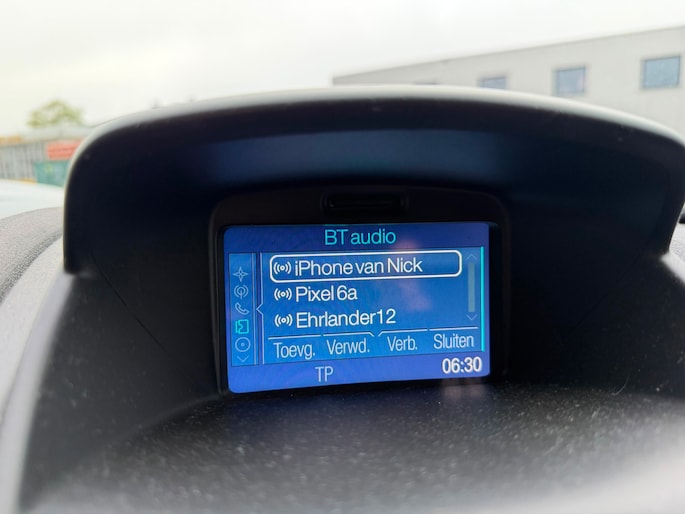 BT audio
iPhone van Nick
Pixel 6a
Ehrlander12
Toevg. Verwd. Verb. Sluiten
TP 06:30